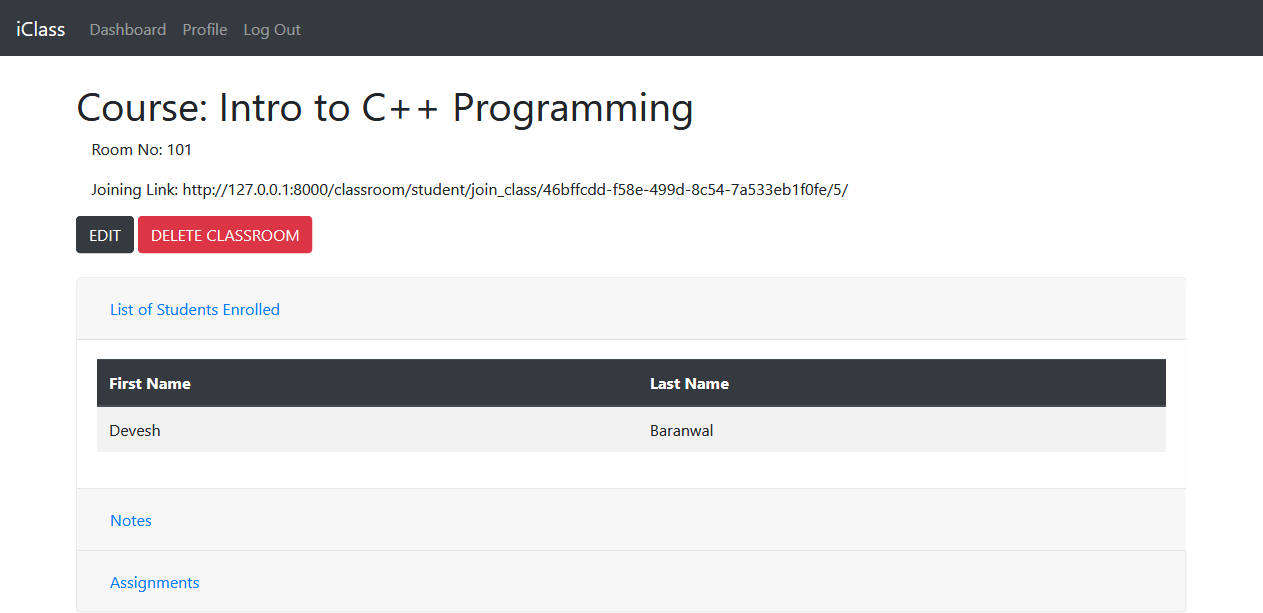 iClass Dashboard Profile Log Out
Course: Intro to C++ Programming
Room No: 101
Joining Link: http://127.0.0.1:8000/classroom/student/join_class/46bffcdd-f58e-499d-8c54-7a533eb1f0fe/5/
EDIT DELETE CLASSROOM
List of Students Enrolled
First Name Last Name
Devesh Baranwal
Notes
Assignments